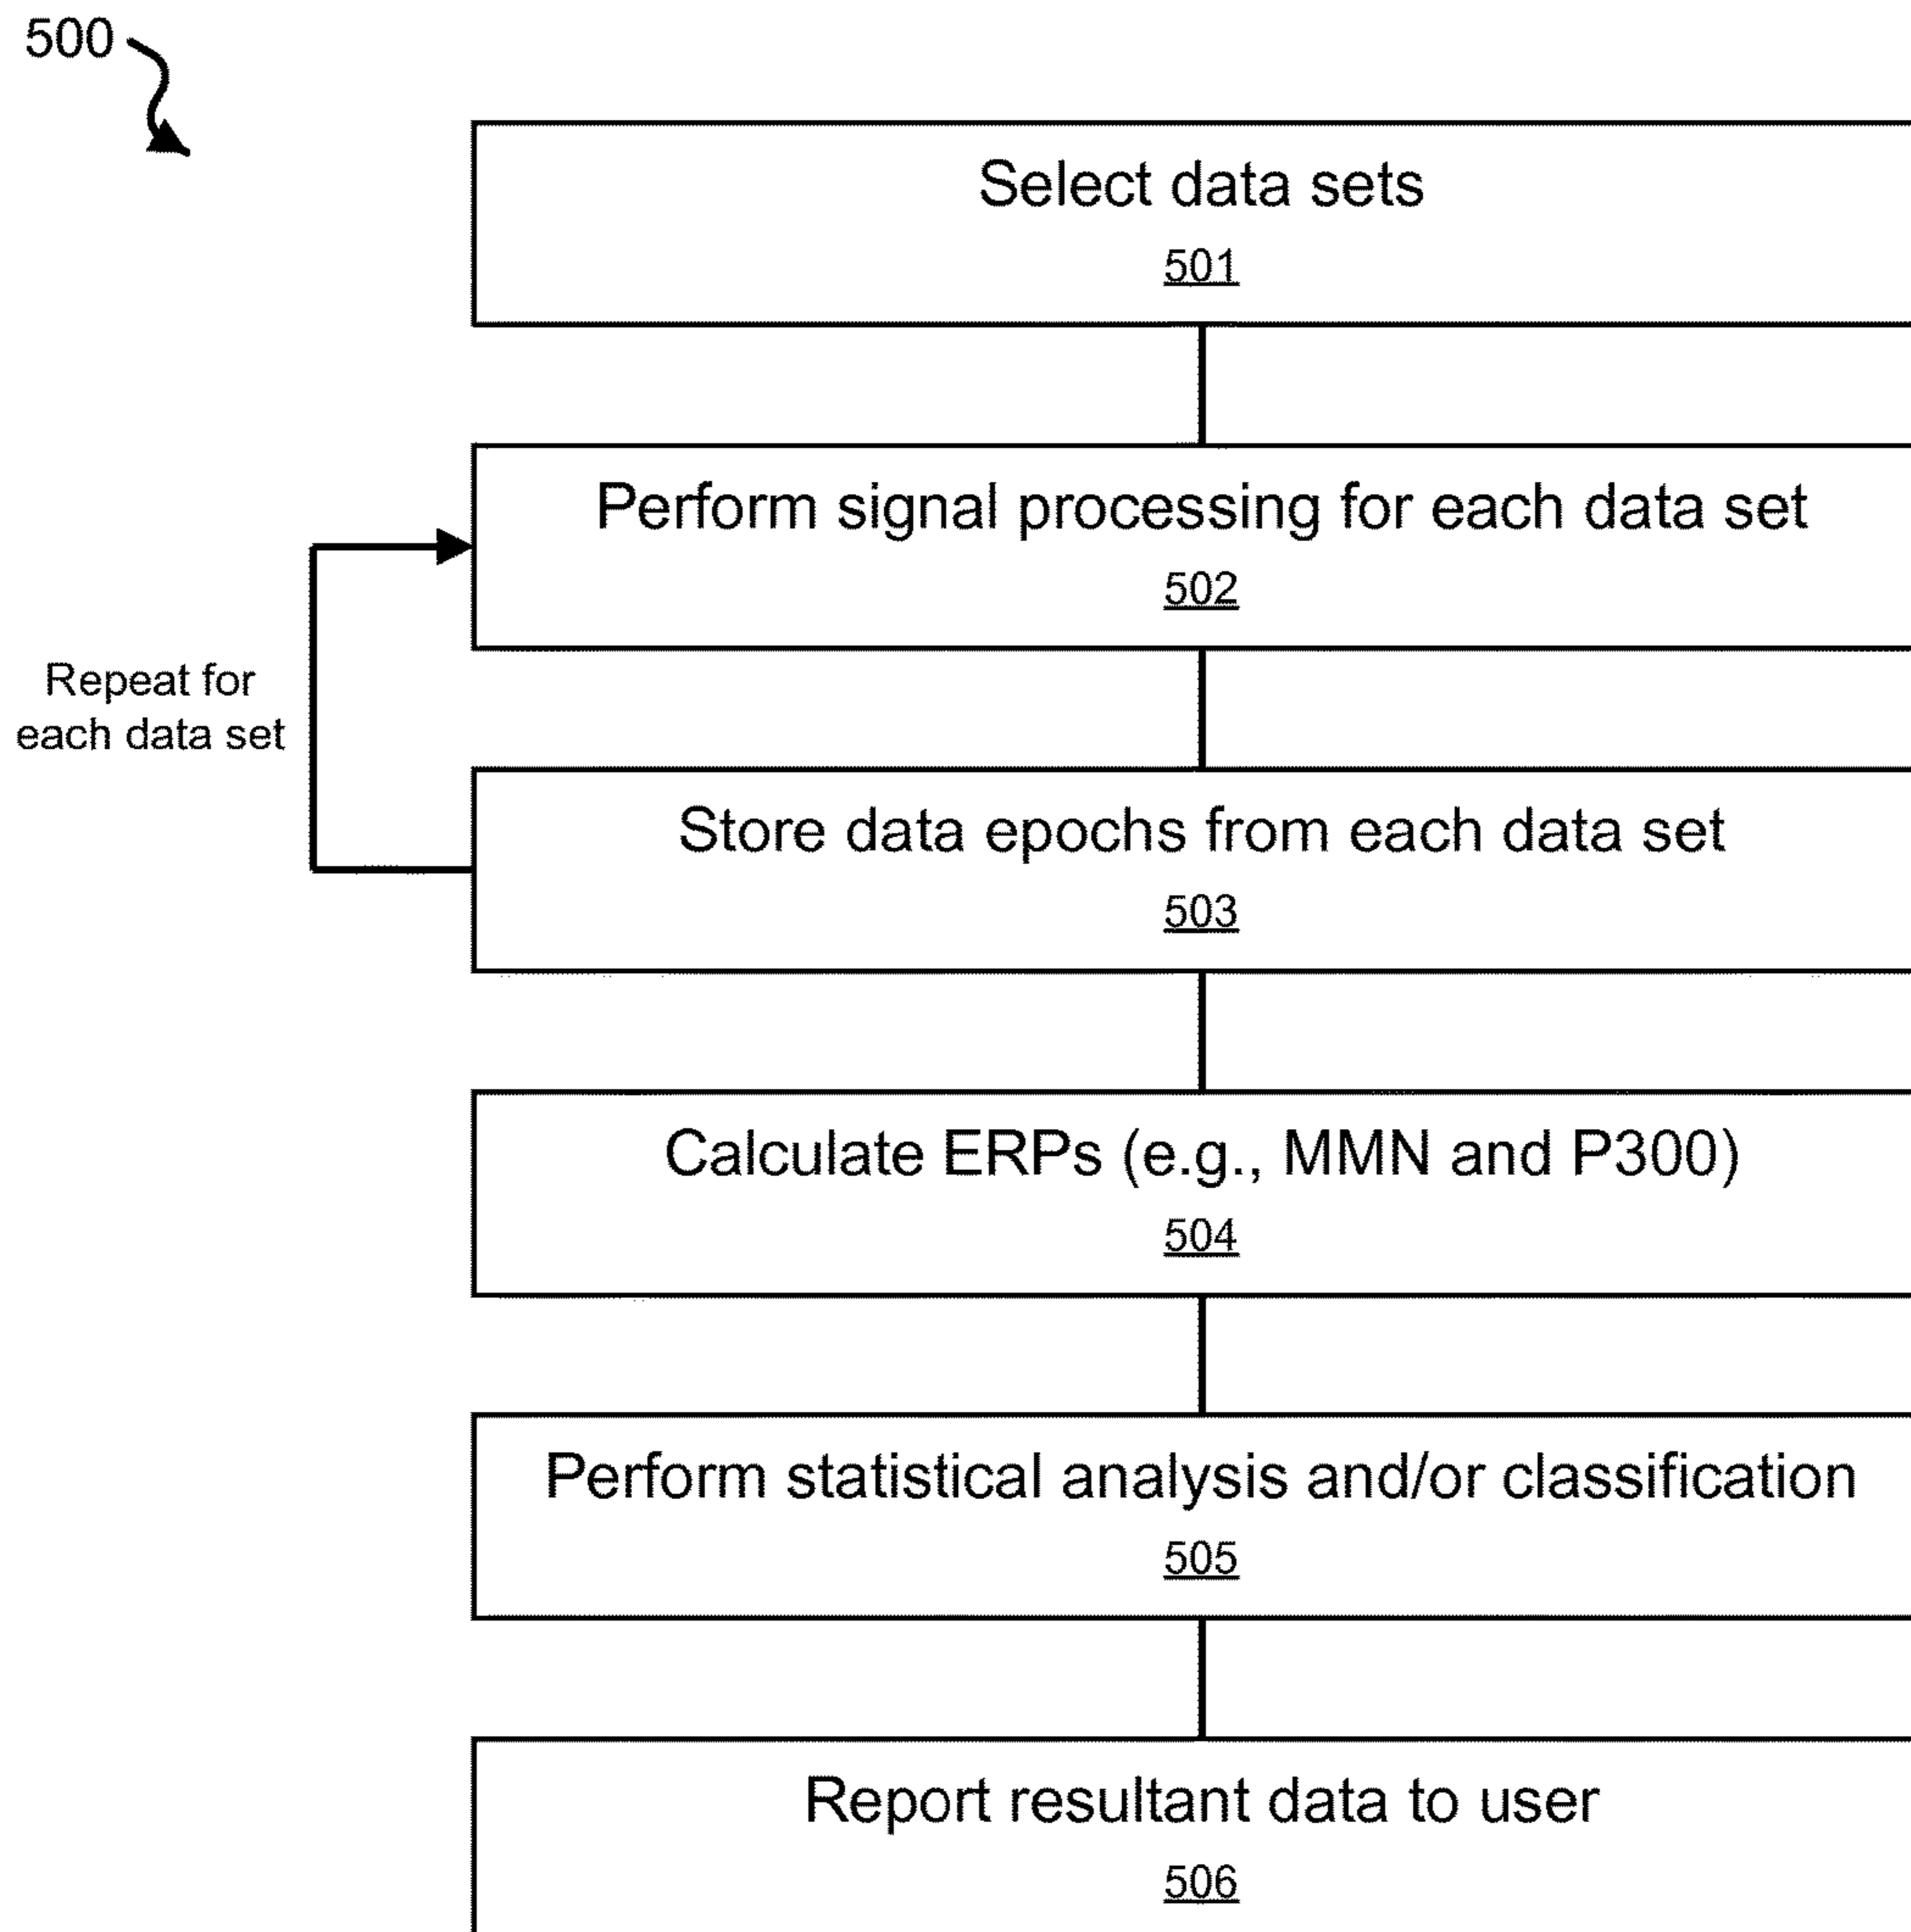 500
Select data sets
501
Perform signal processing for each data set
502
Repeat for
each data set
Store data epochs from each data set
503
Calculate ERPs (e.g., MMN and P300)
504
Perform statistical analysis and/or classification
505
Report resultant data to user
506